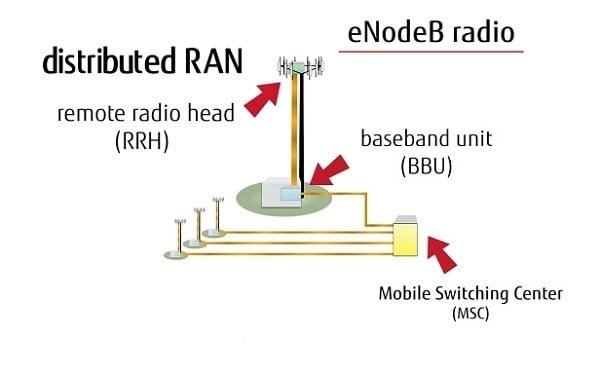 eNodeB radio
distributed RAN
remote radio head
(RRH)
baseband unit
(BBU)
Mobile Switching Center
(MSC)